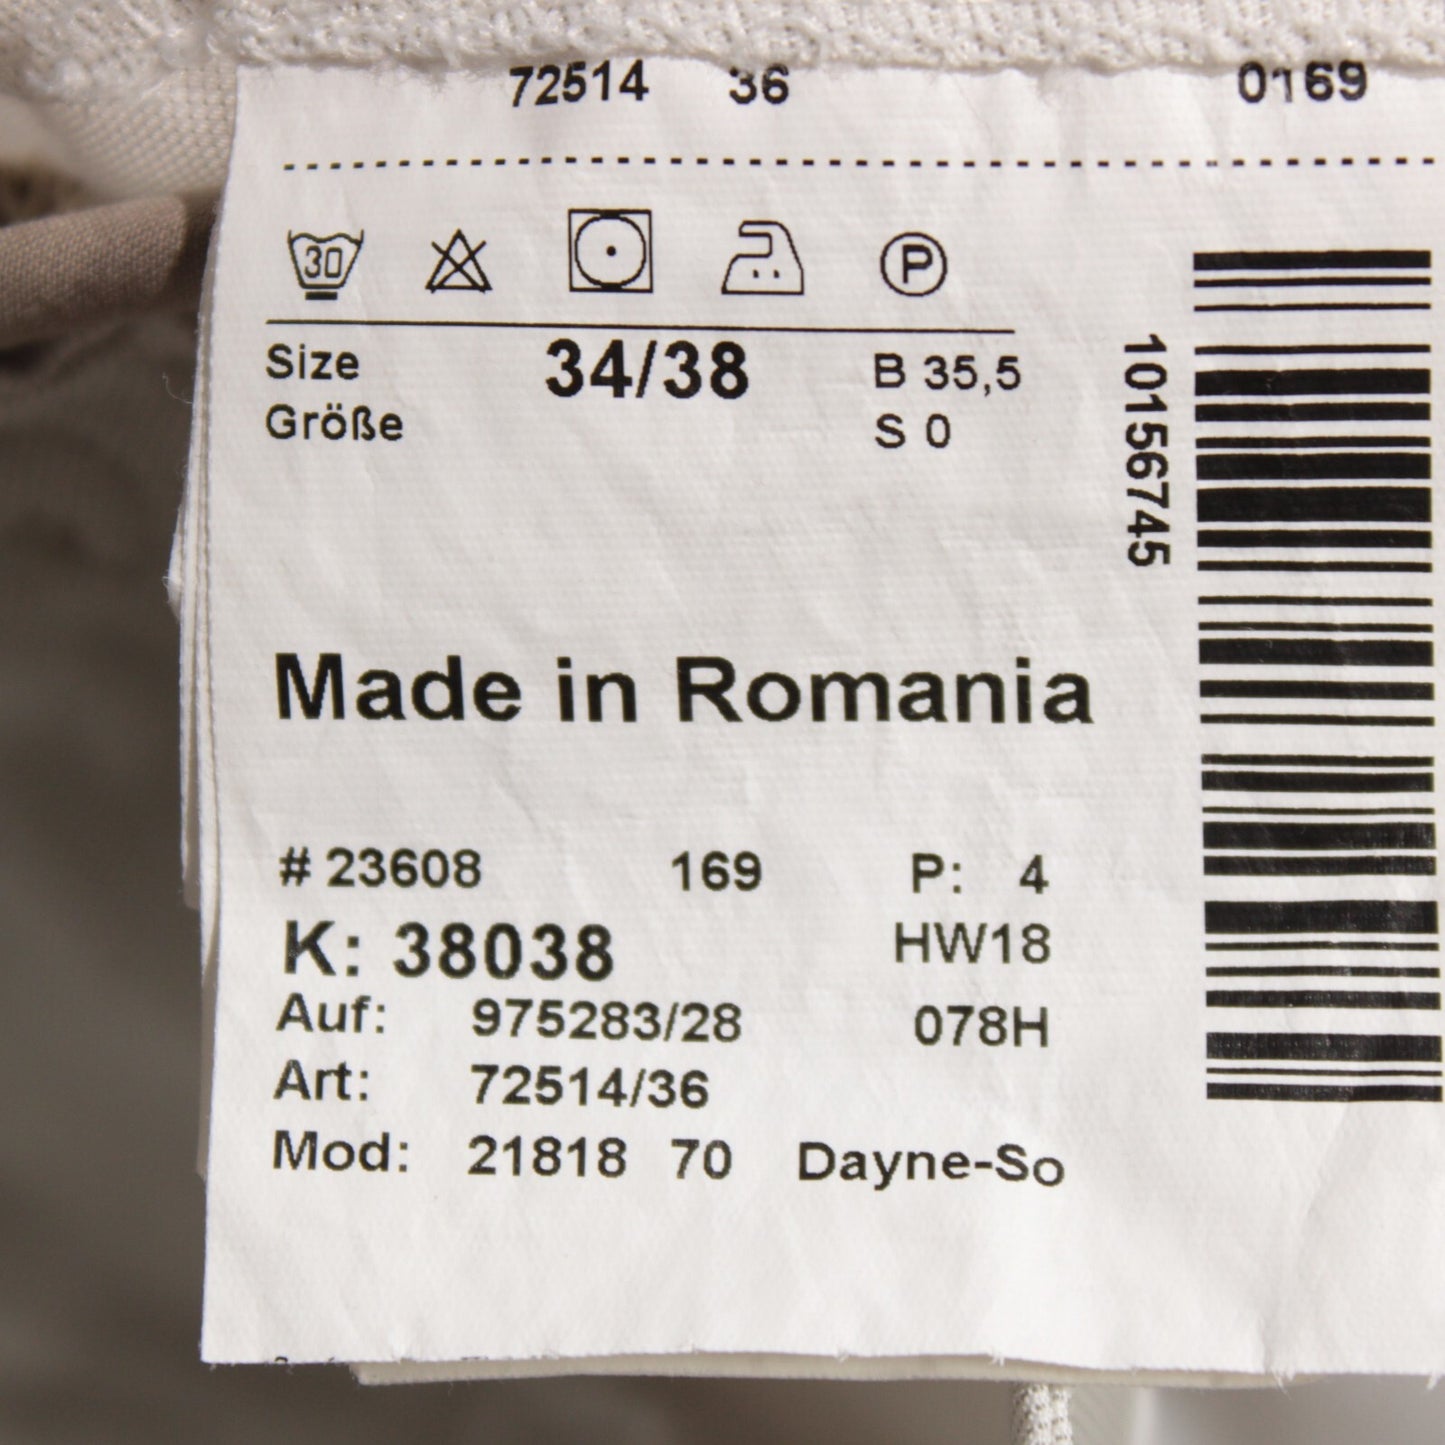 72514 36 0169
30 P
Size 34/38 B 35,5
Größe S 0
10156745
Made in Romania
# 23608 169 P: 4
K: 38038 HW18
Auf: 975283/28 078H
Art: 72514/36
Mod: 21818 70 Dayne-So